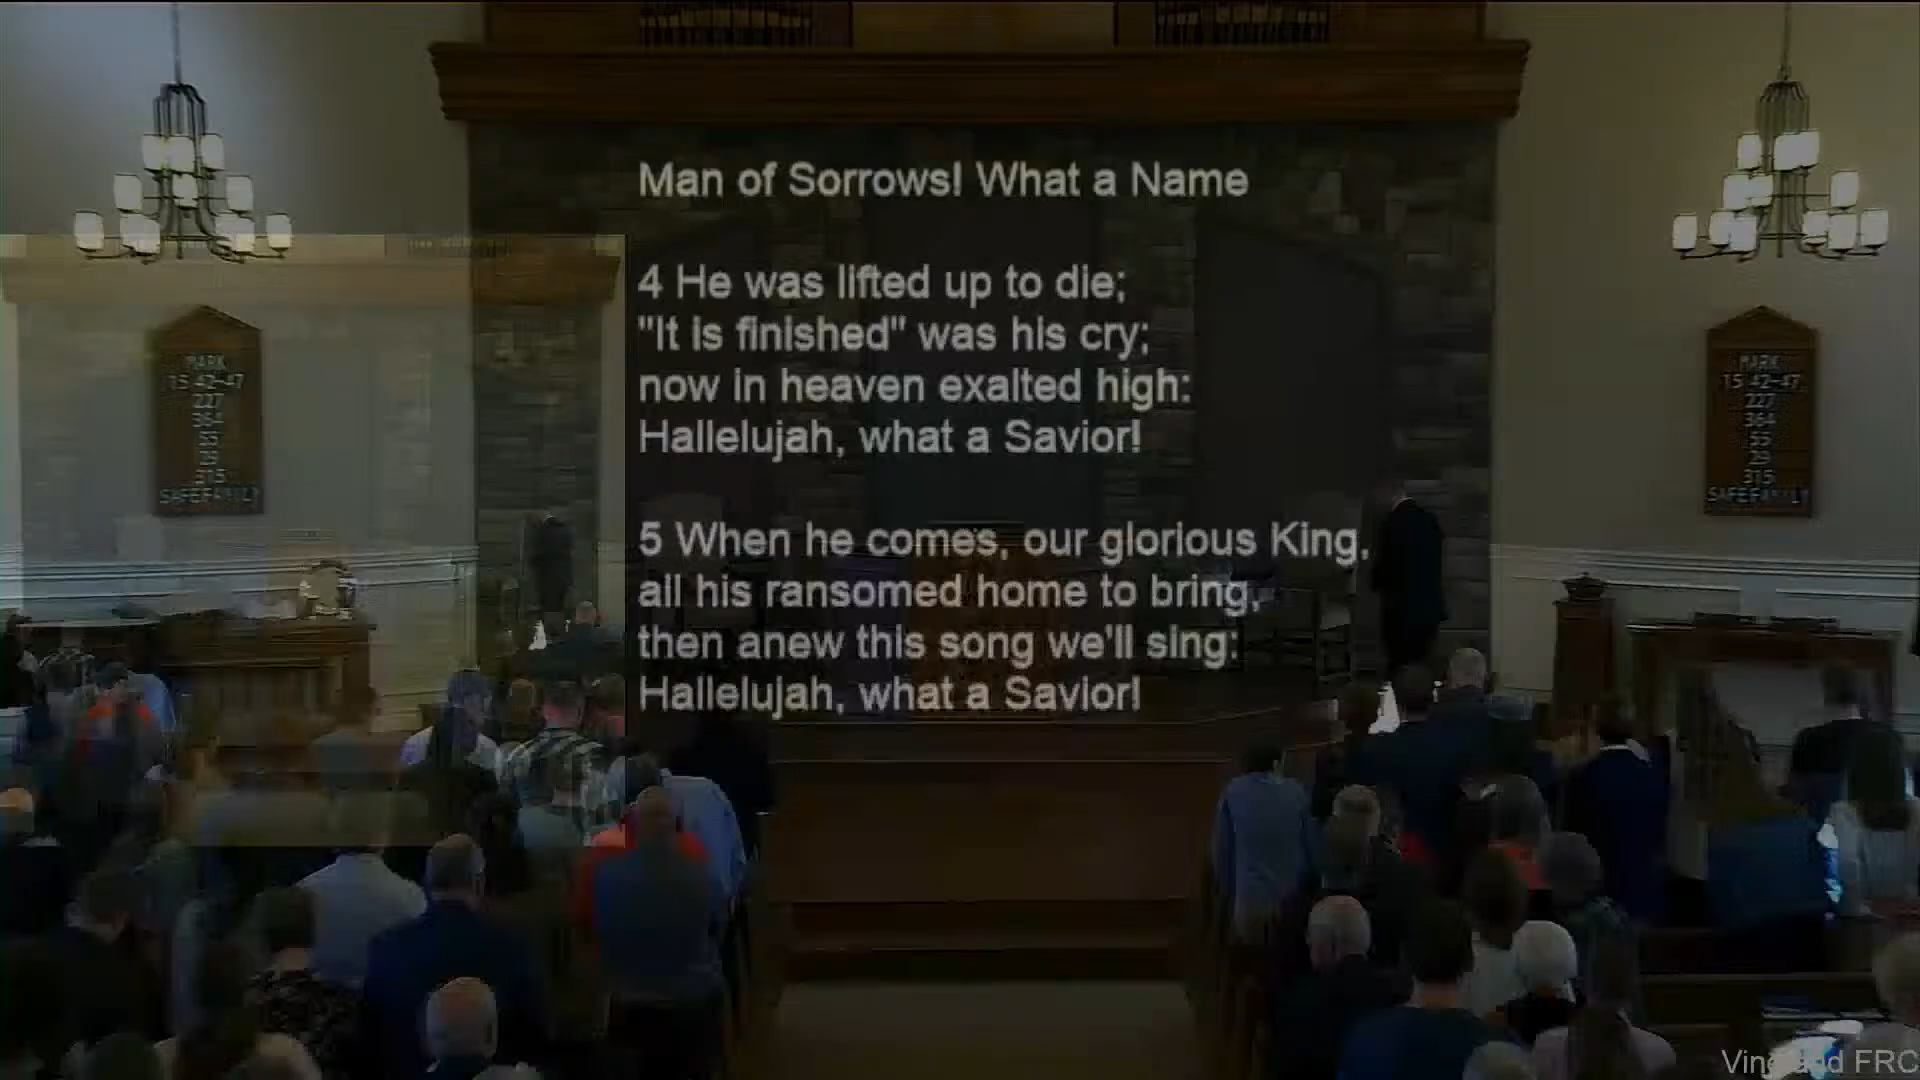 Man of Sorrows! What a Name
4 He was lifted up to die;
"It is finished" was his cry;
now in heaven exalted high:
Hallelujah, what a Savior!
5 When he comes, our glorious King,
all his ransomed home to bring,
then anew this song we'll sing:
Hallelujah, what a Savior!
MARK
15 42-47
227
364
55
29
315
SAFEFAMILY
MARK
15 42-47
227
364
55
29
315
SAFEFAMILY
FRC